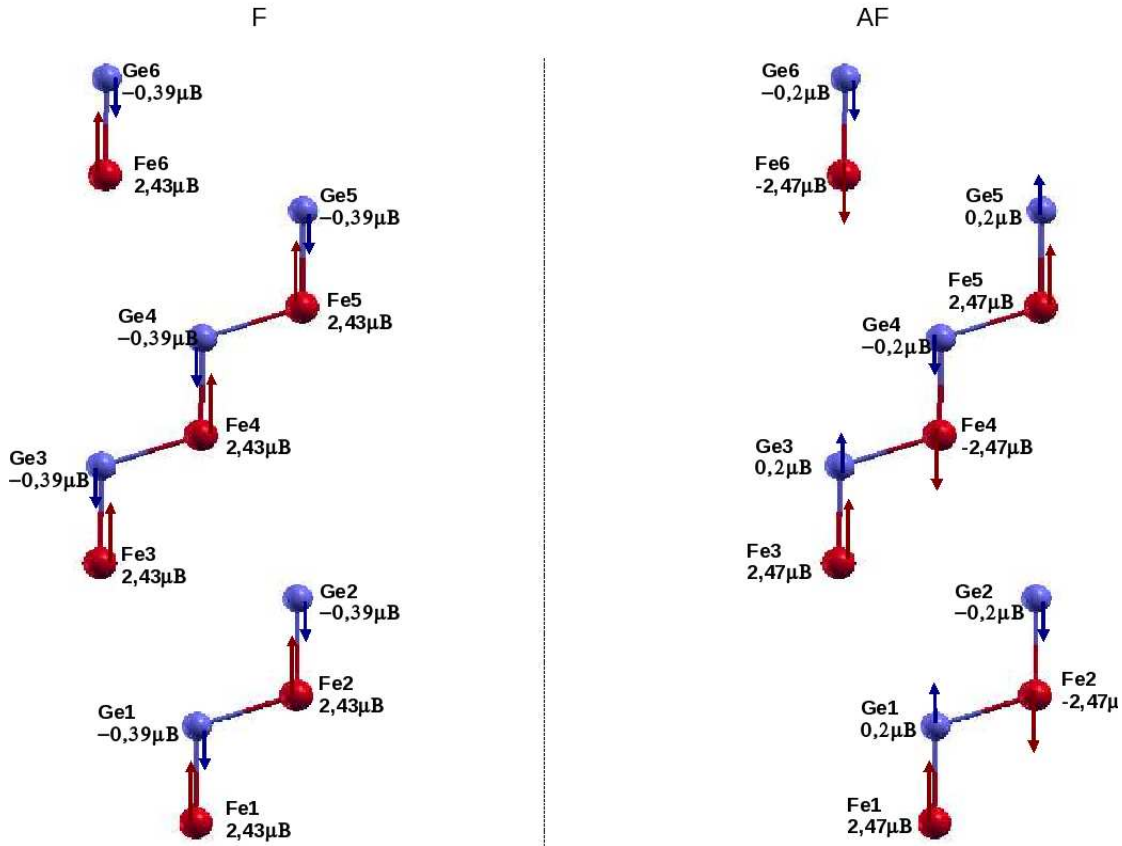 F
Ge6
−0,39µB
Fe6
2,43µB
Ge5
−0,39µB
Fe5
2,43µB
Ge4
−0,39µB
Fe4
2,43µB
Ge3
−0,39µB
Fe3
2,43µB
Ge2
−0,39µB
Fe2
2,43µB
Ge1
−0,39µB
Fe1
2,43µB
AF
Ge6
−0,2µB
Fe6
-2,47µB
Ge5
0,2µB
Fe5
2,47µB
Ge4
−0,2µB
Fe4
-2,47µB
Ge3
0,2µB
Fe3
2,47µB
Ge2
−0,2µB
Fe2
-2,47µ
Ge1
0,2µB
Fe1
2,47µB